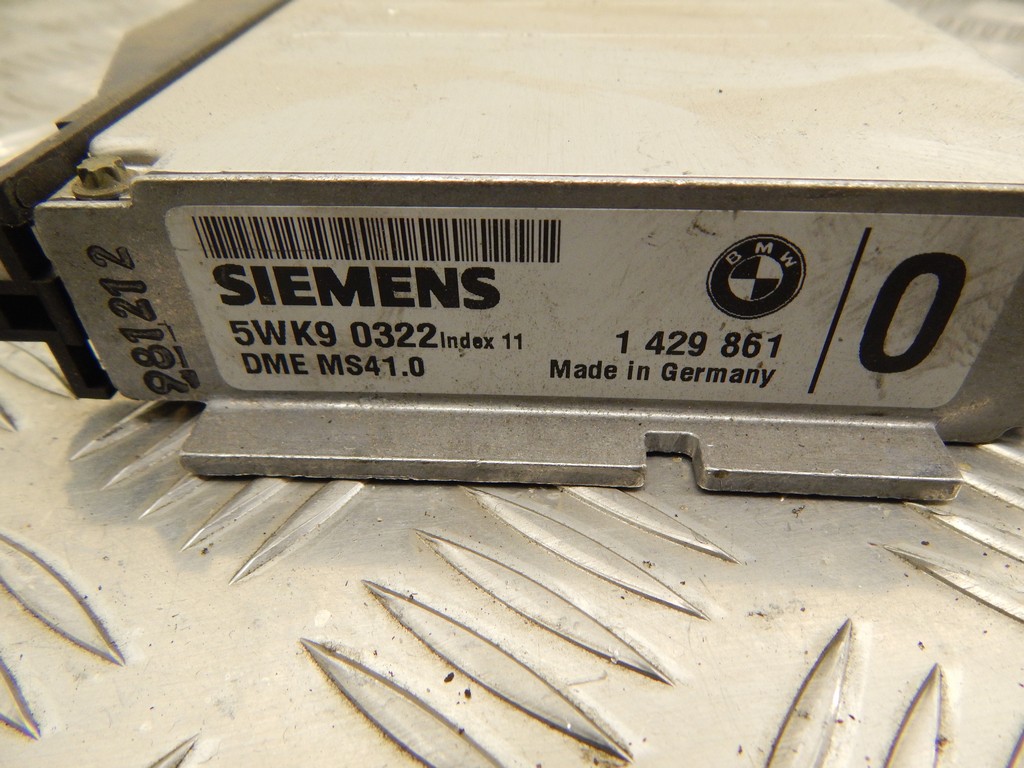 SIEMENS
5WK9 0322 Index 11
DME MS41.0
BMW
1 429 861
Made in Germany
0
981212